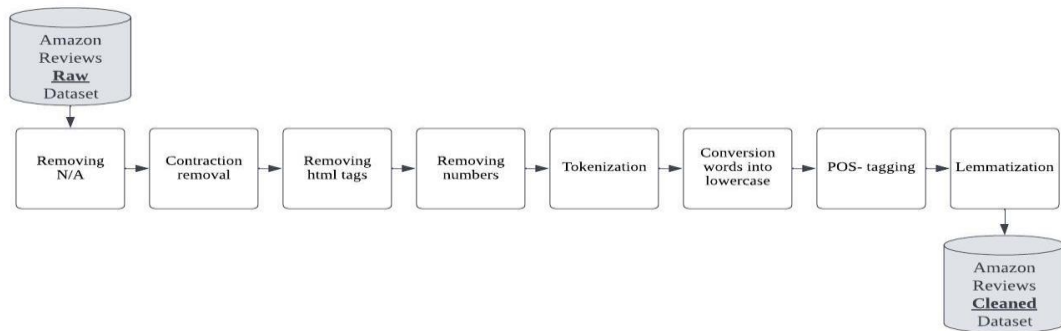 Amazon
Reviews
Raw
Dataset
Removing
N/A
Contraction
removal
Removing
html tags
Removing
numbers
Tokenization
Conversion
words into
lowercase
POS- tagging
Lemmatization
Amazon
Reviews
Cleaned
Dataset